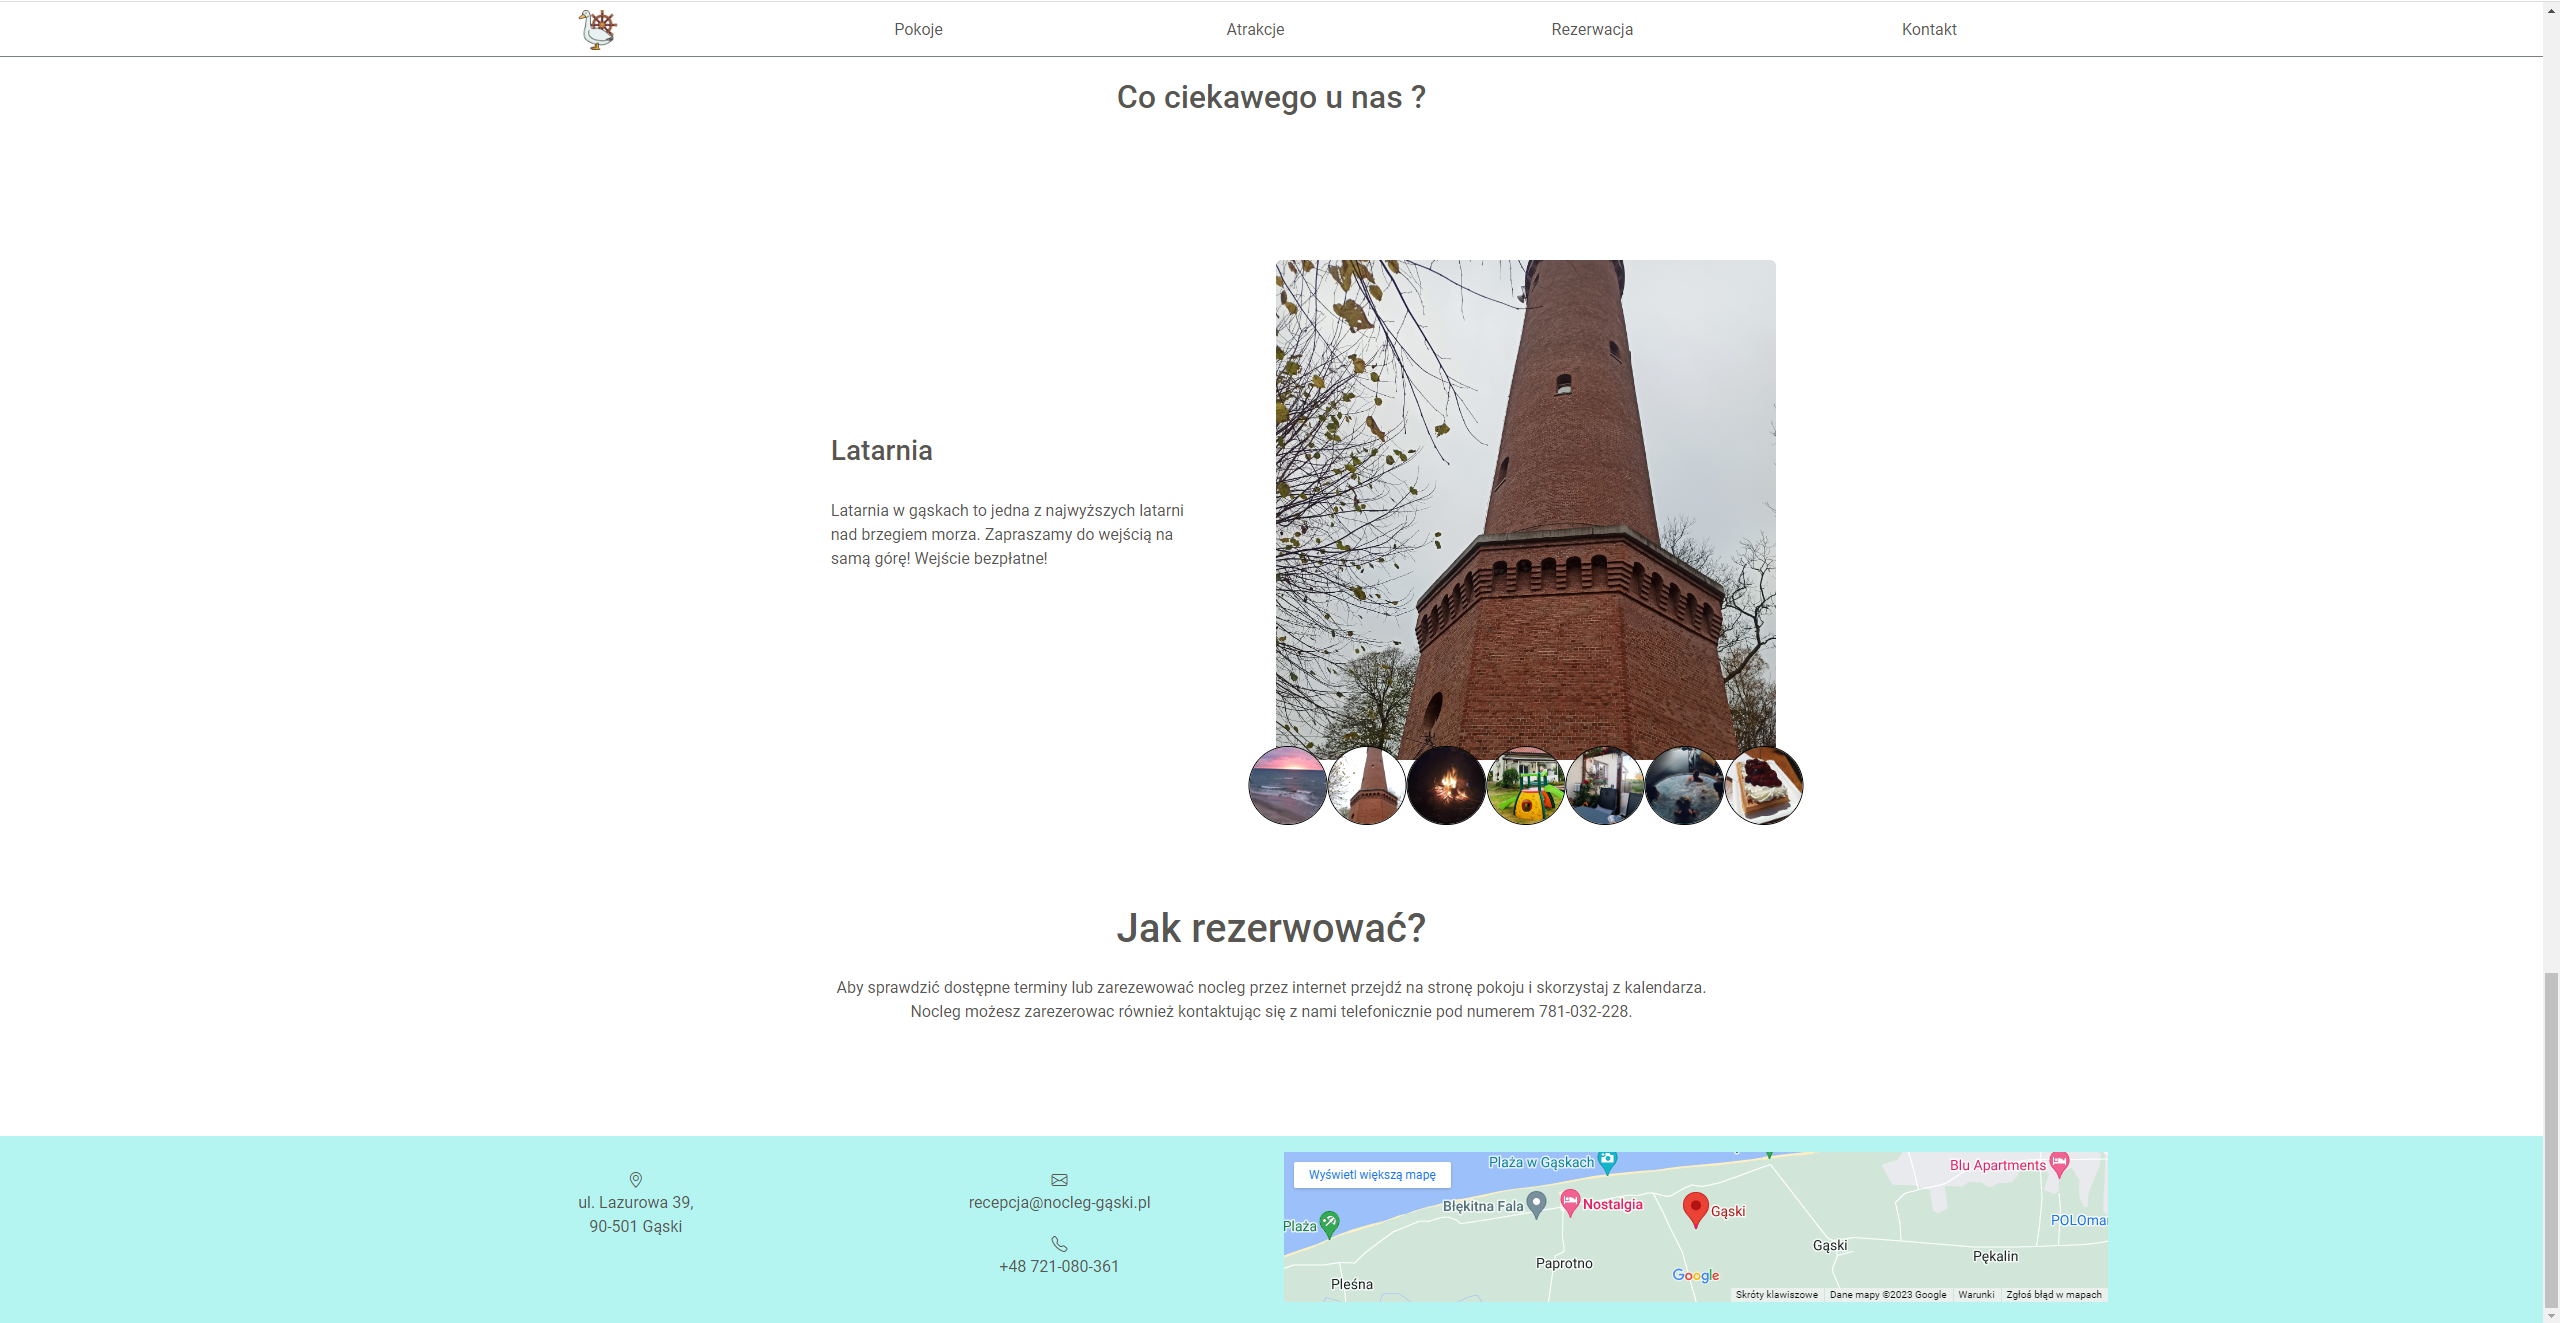 Pokoje
Atrakcje
Rezerwacja
Kontakt
Co ciekawego u nas ?
Latarnia
Latarnia w gąskach to jedna z najwyższych latarni
nad brzegiem morza. Zapraszamy do wejścią na
samą górę! Wejście bezpłatne!
Jak rezerwować?
Aby sprawdzić dostępne terminy lub zarezewować nocleg przez internet przejdź na stronę pokoju i skorzystaj z kalendarza.
Nocleg możesz zarezerowac również kontaktując się z nami telefonicznie pod numerem 781-032-228.
ul. Lazurowa 39,
90-501 Gąski
recepcja@nocleg-gąski.pl
+48 721-080-361
Wyświetl większą mapę
Plaża w Gąskach
Blu Apartments
Błękitna Fala
Nostalgia
Gąski
Plaża
POLOmar
Gąski
Pękalin
Paprotno
Google
Pleśna
Skróty klawiszowe
Dane mapy ©2023 Google
Warunki
Zgłoś błąd w mapach